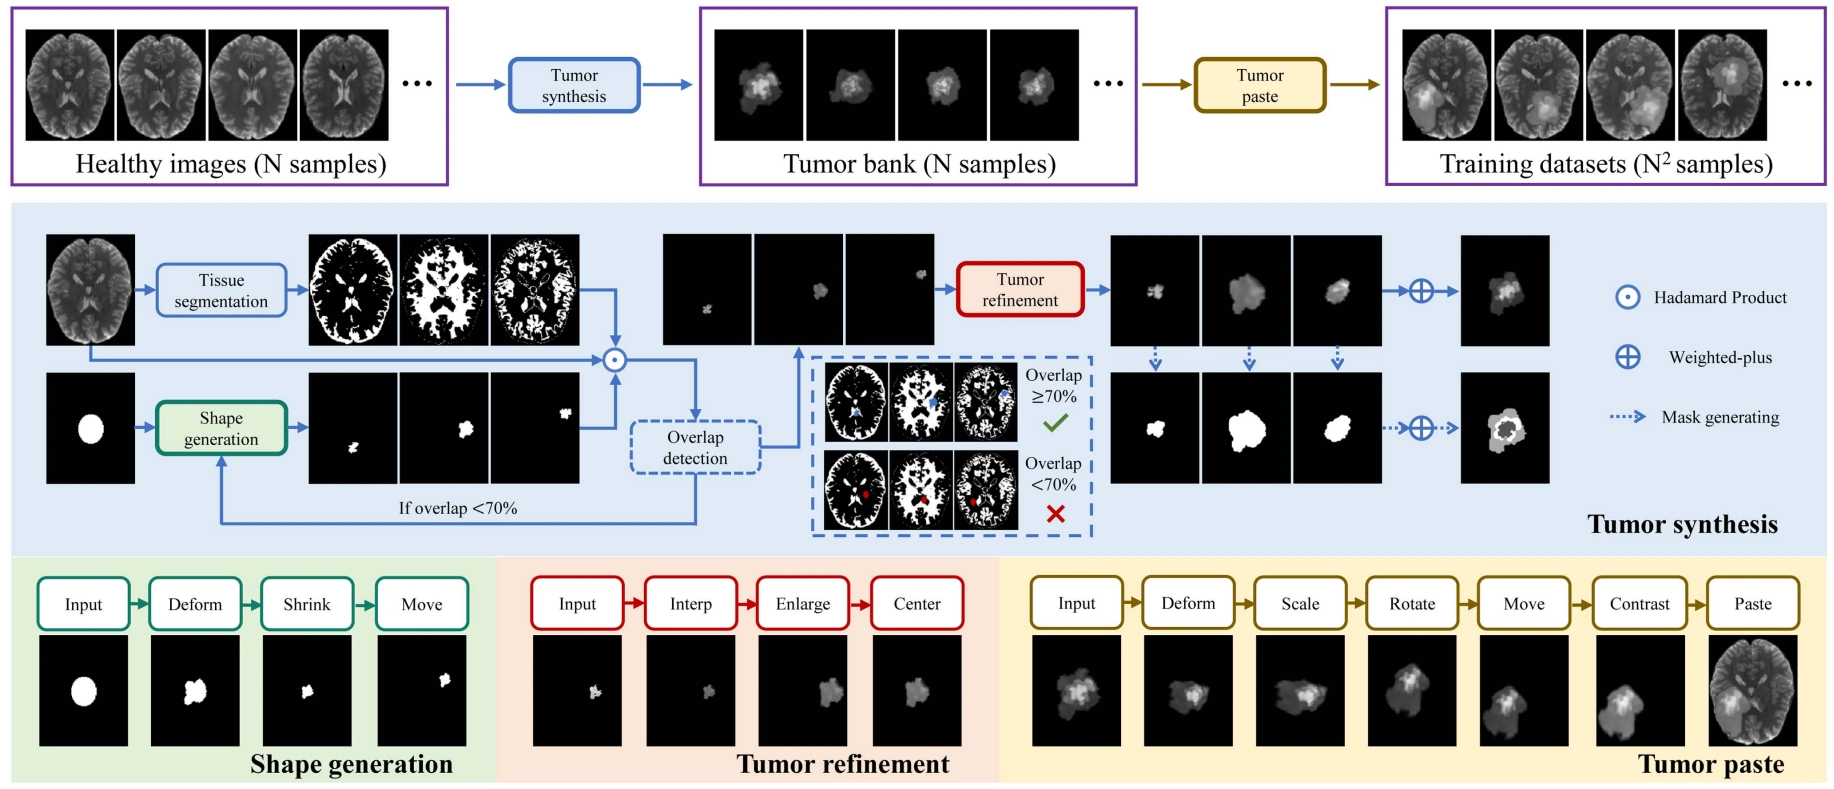 Tumor
synthesis
Tumor
paste
...
...
...
Healthy images (N samples)
Tumor bank (N samples)
Training datasets (N² samples)
Tissue
segmentation
Tumor
refinement
Hadamard Product
Weighted-plus
Mask generating
Shape
generation
Overlap
detection
Overlap
≥70%
Overlap
<70%
If overlap <70%
Tumor synthesis
Input
Deform
Shrink
Move
Shape generation
Input
Interp
Enlarge
Center
Tumor refinement
Input
Deform
Scale
Rotate
Move
Contrast
Paste
Tumor paste